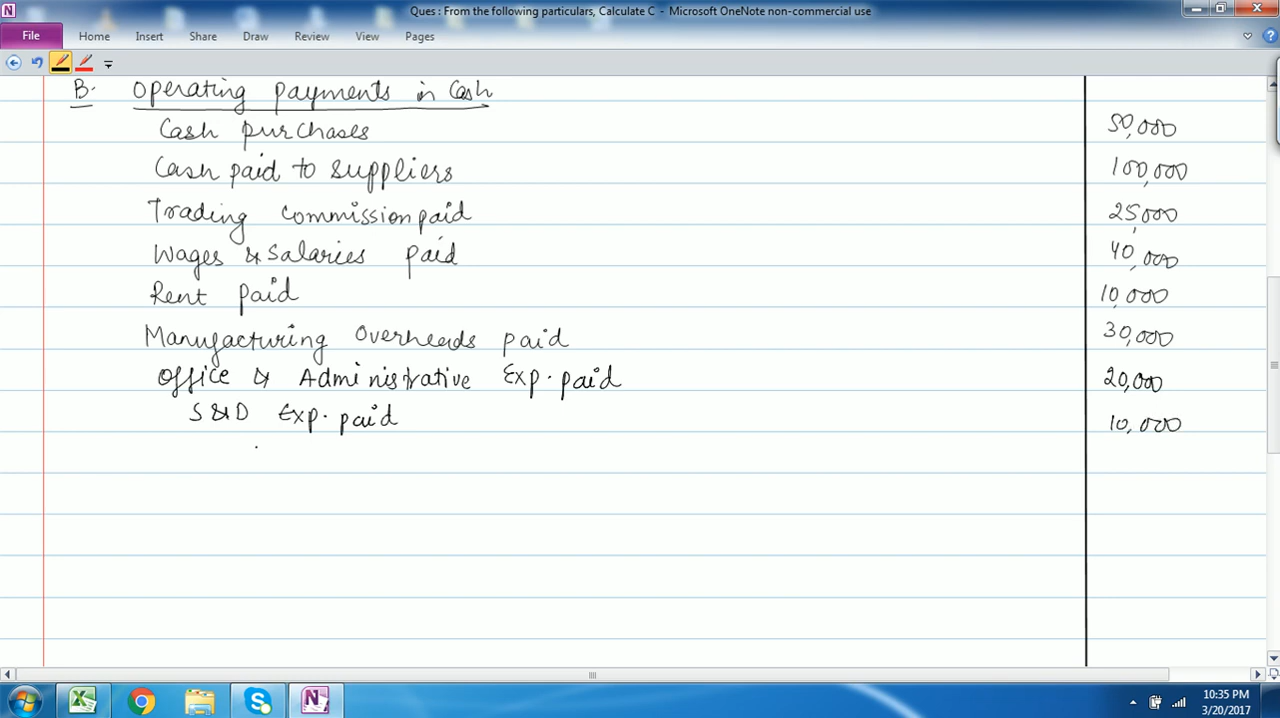 Ques : From the following particulars, Calculate C - Microsoft OneNote non-commercial use
File Home Insert Share Draw Review View Pages
B. Operating payments in Cash
Cash purchases 50,000
Cash paid to suppliers 100,000
Trading Commission paid 25,000
Wages & Salaries paid 40,000
Rent paid 10,000
Manufacturing Overheads paid 30,000
Office & Administrative Exp. paid 20,000
S&D Exp. paid 10,000
10:35 PM
3/20/2017